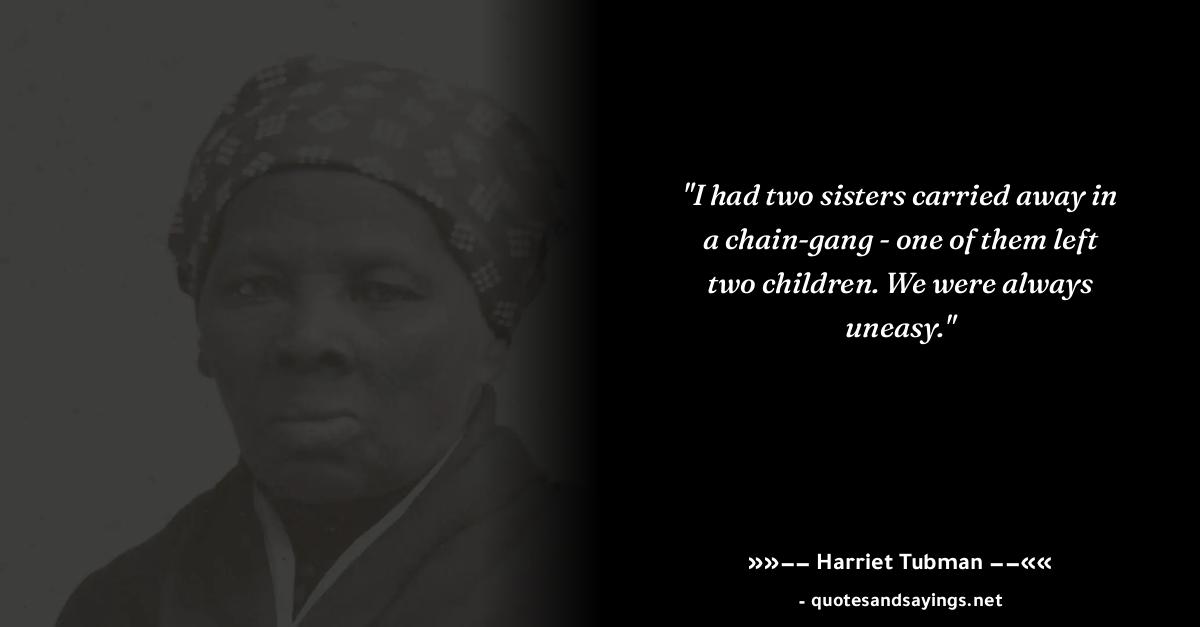 "I had two sisters carried away in
a chain-gang - one of them left
two children. We were always
uneasy."
»»–– Harriet Tubman ––««
- quotesandsayings.net